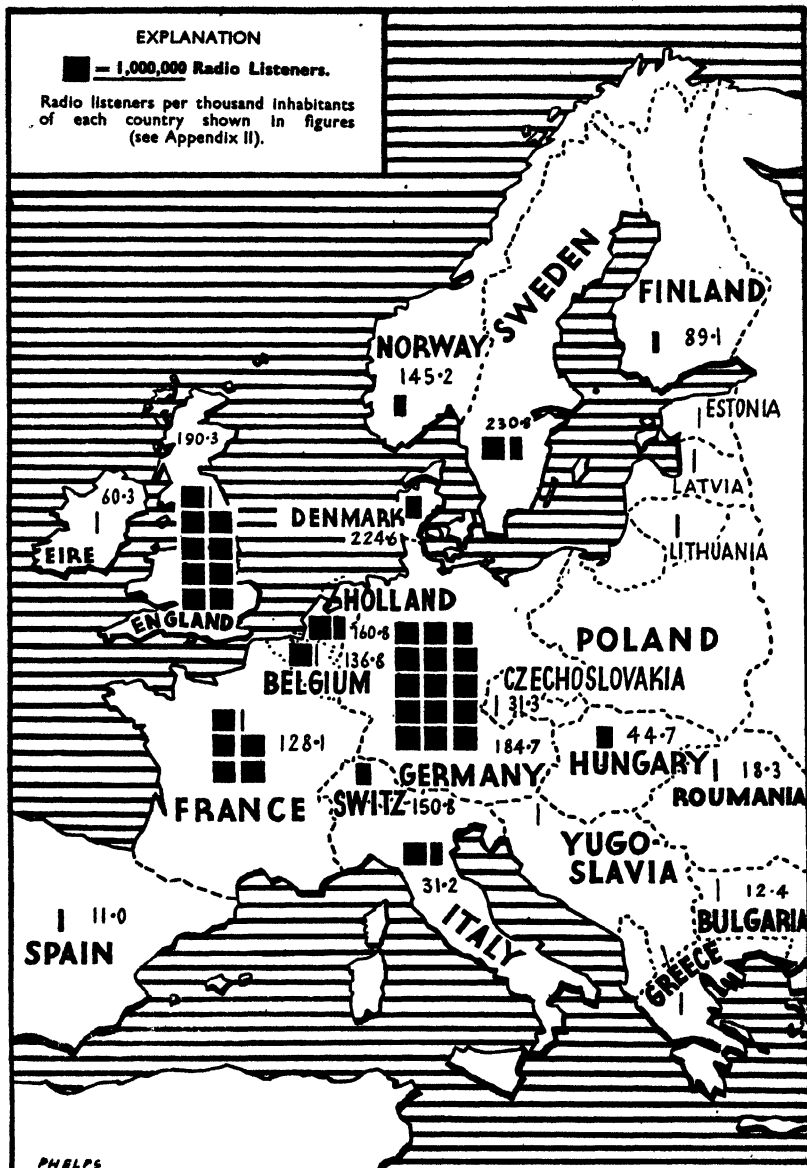 EXPLANATION
= 1,000,000 Radio Listeners.
Radio listeners per thousand inhabitants
of each country shown in figures
(see Appendix II).
SWEDEN
FINLAND
89·1
NORWAY
145·2
230·8
ESTONIA
190·3
LATVIA
60·3
EIRE
DENMARK
224·6
LITHUANIA
ENGLAND
HOLLAND
160·8
136·8
BELGIUM
POLAND
CZECHOSLOVAKIA
31·3
128·1
184·7
GERMANY
44·7
HUNGARY
18·3
ROUMANIA
FRANCE
SWITZ·
150·8
YUGO-
SLAVIA
31·2
ITALY
12·4
BULGARIA
11·0
SPAIN
GREECE
PHELPS